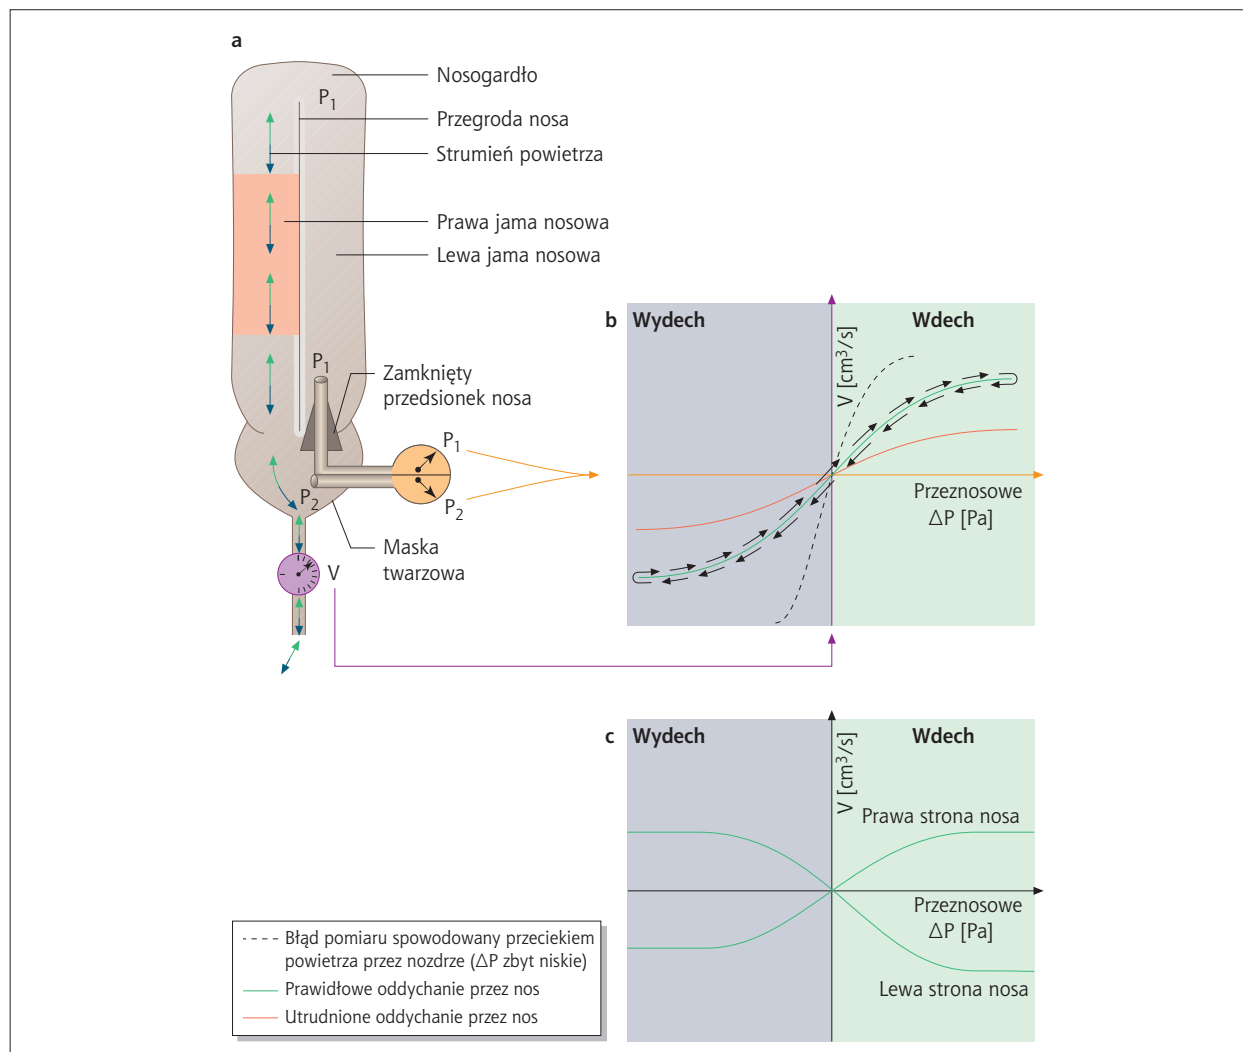 a
Nosogardło
P1
Przegroda nosa
Strumień powietrza
Prawa jama nosowa
Lewa jama nosowa
P1
Zamknięty
przedsionek nosa
P1
P2
P2
Maska
twarzowa
V
b
Wydech
Wdech
V [cm³/s]
Przeznosowe
ΔP [Pa]
c
Wydech
Wdech
V [cm³/s]
Prawa strona nosa
Przeznosowe
ΔP [Pa]
Lewa strona nosa
Błąd pomiaru spowodowany przeciekiem
powietrza przez nozdrze (ΔP zbyt niskie)
Prawidłowe oddychanie przez nos
Utrudnione oddychanie przez nos